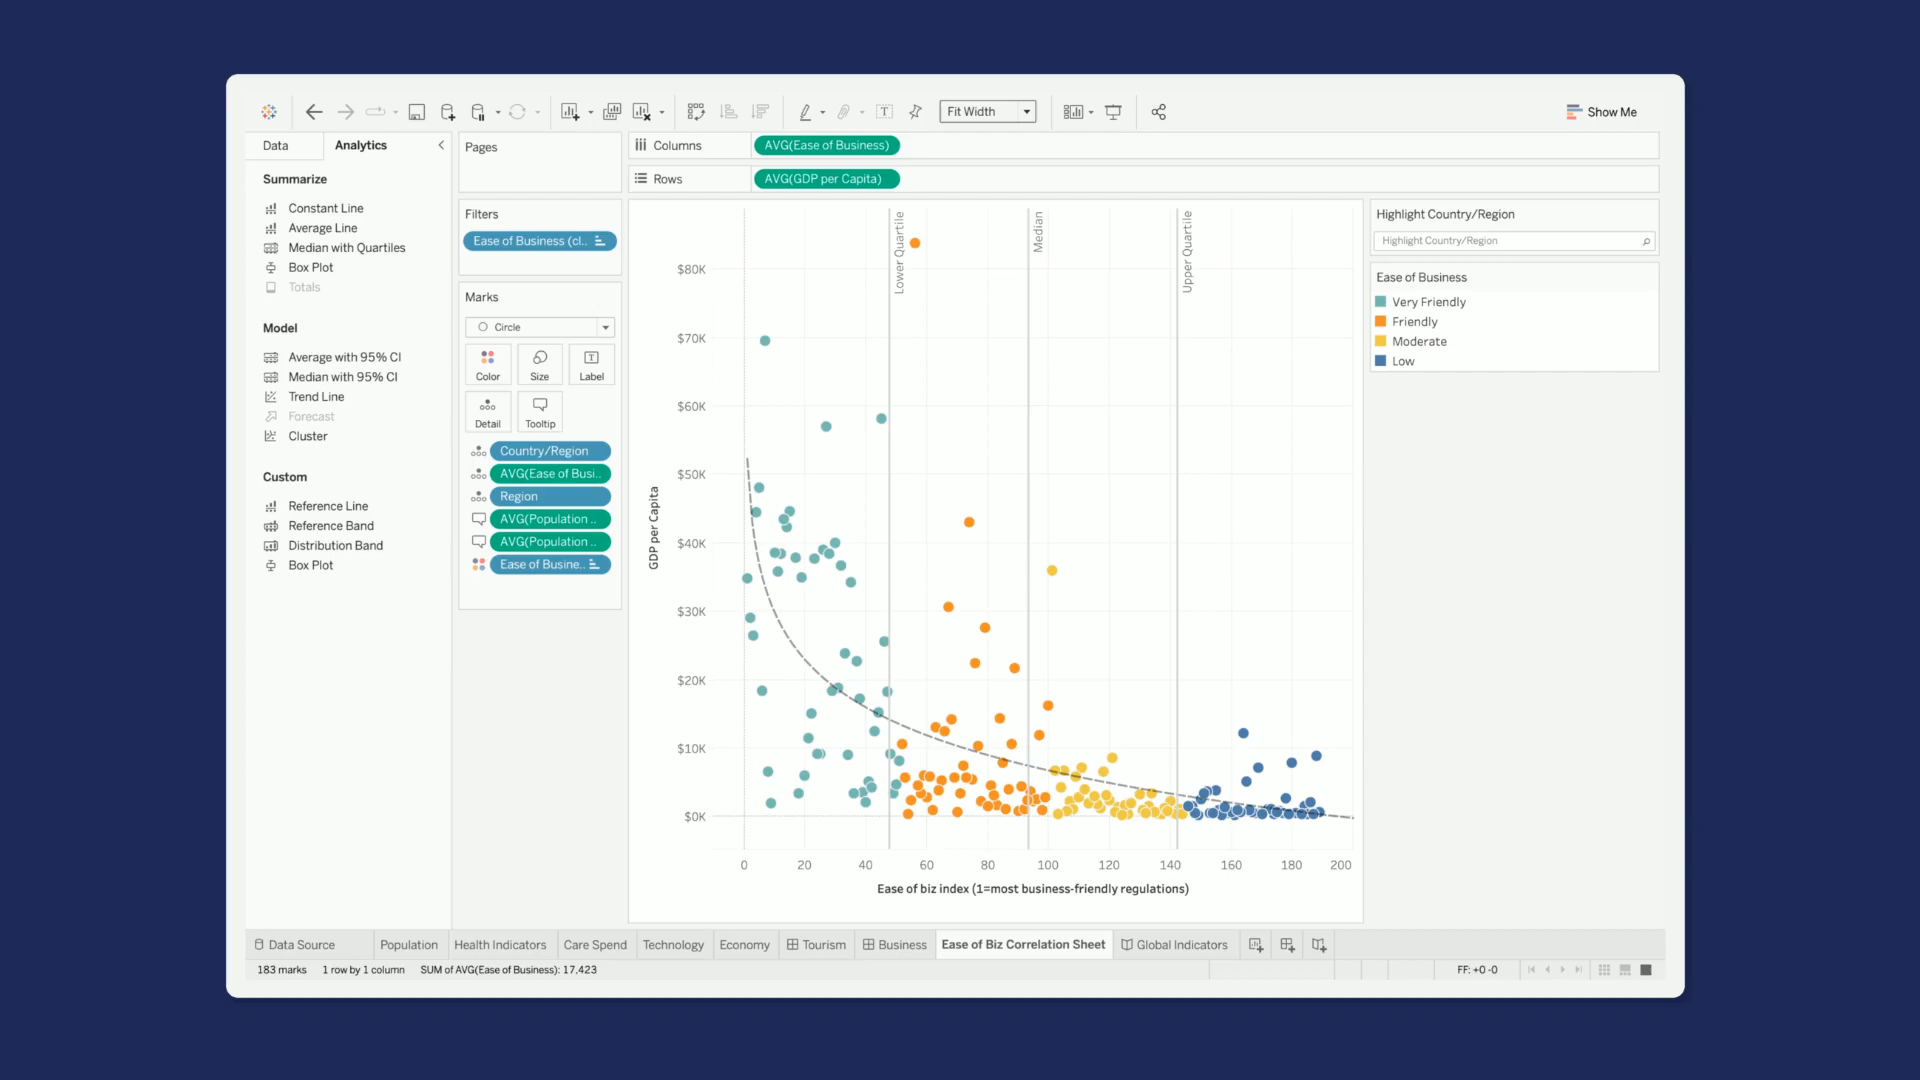 Fit Width
Show Me
Data
Analytics
Summarize
Constant Line
Average Line
Median with Quartiles
Box Plot
Totals
Model
Average with 95% CI
Median with 95% CI
Trend Line
Forecast
Cluster
Custom
Reference Line
Reference Band
Distribution Band
Box Plot
Pages
Filters
Ease of Business (cl..
Marks
Circle
Color
Size
T
Label
Detail
Tooltip
Country/Region
AVG(Ease of Busi..
Region
AVG(Population ..
AVG(Population ..
Ease of Busine..
Columns
AVG(Ease of Business)
Rows
AVG(GDP per Capita)
Lower Quartile
Median
Upper Quartile
GDP per Capita
$80K
$70K
$60K
$50K
$40K
$30K
$20K
$10K
$0K
0 20 40 60 80 100 120 140 160 180 200
Ease of biz index (1=most business-friendly regulations)
Highlight Country/Region
Highlight Country/Region
Ease of Business
Very Friendly
Friendly
Moderate
Low
Data Source
Population
Health Indicators
Care Spend
Technology
Economy
Tourism
Business
Ease of Biz Correlation Sheet
Global Indicators
183 marks
1 row by 1 column
SUM of AVG(Ease of Business): 17,423
FF: +0 -0